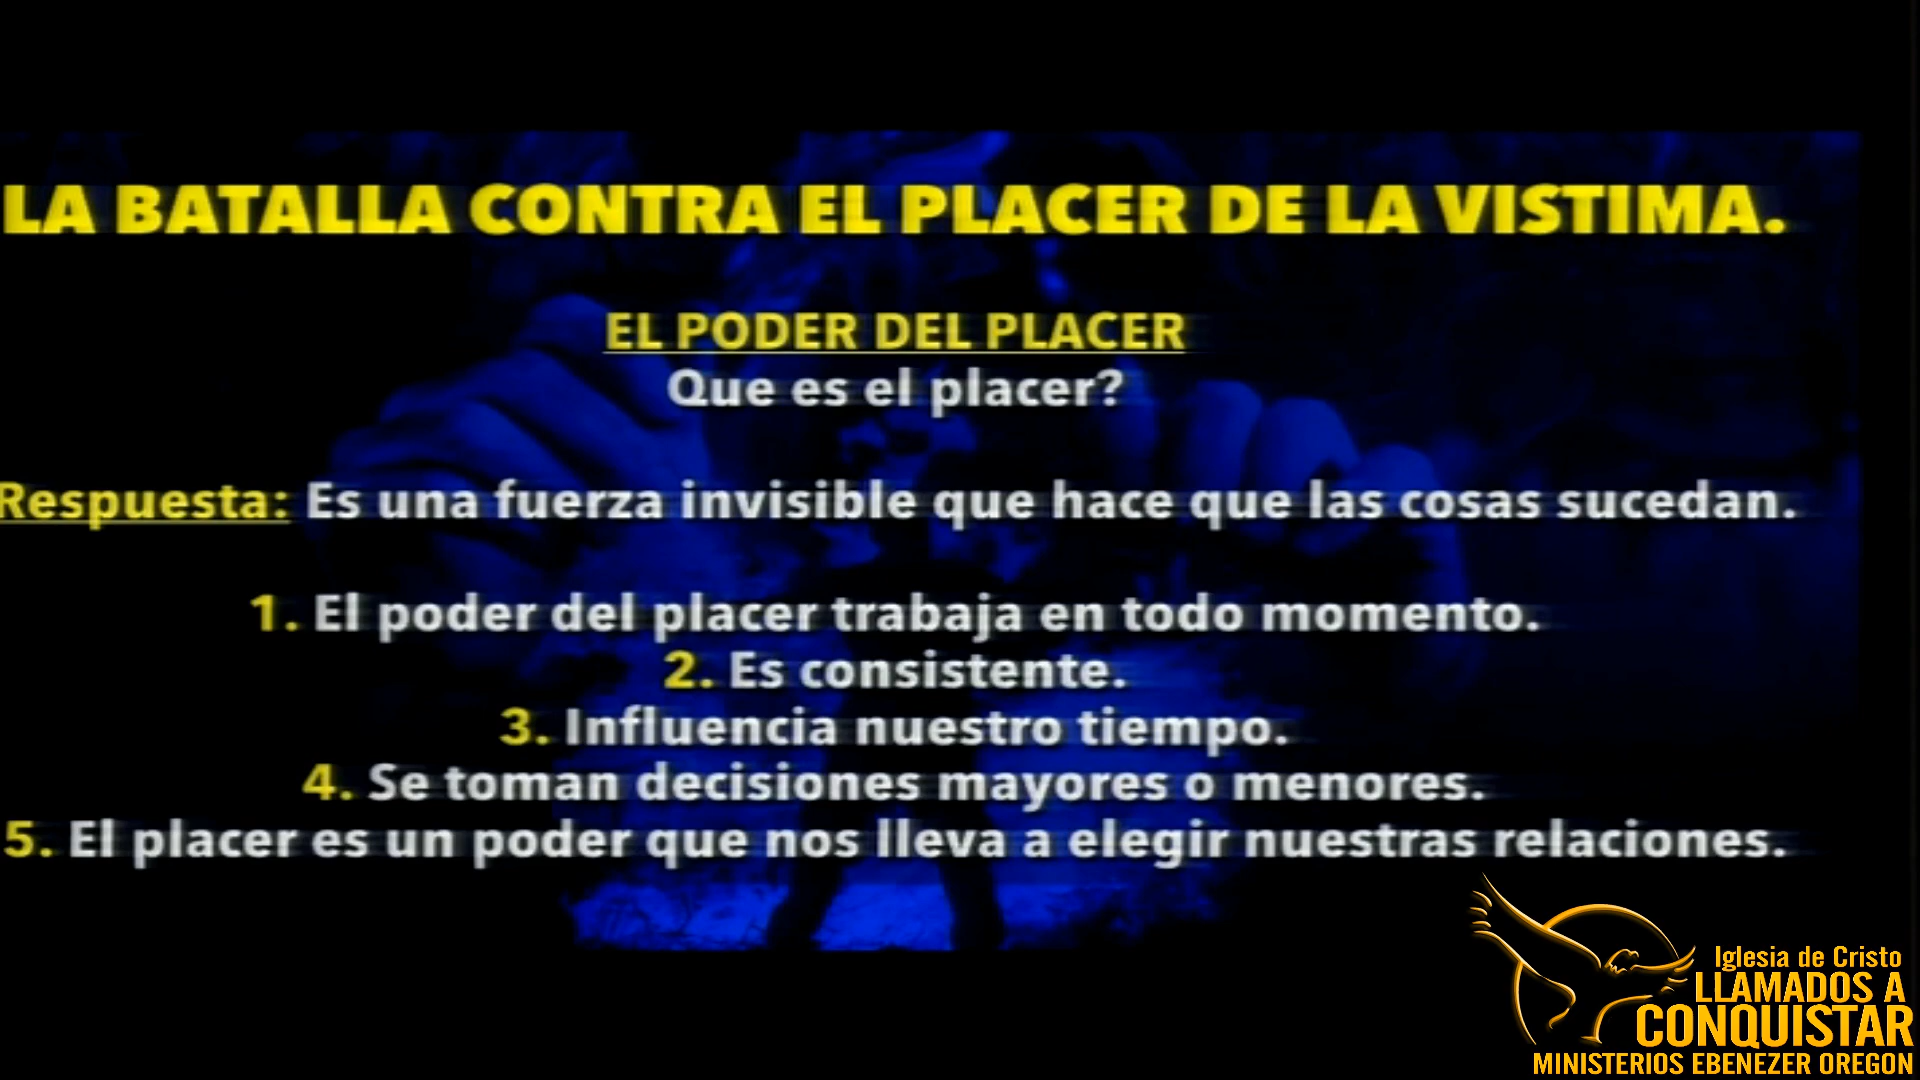 LA BATALLA CONTRA EL PLACER DE LA VISTIMA.
EL PODER DEL PLACER
Que es el placer?
Respuesta: Es una fuerza invisible que hace que las cosas sucedan.
1. El poder del placer trabaja en todo momento.
2. Es consistente.
3. Influencia nuestro tiempo.
4. Se toman decisiones mayores o menores.
5. El placer es un poder que nos lleva a elegir nuestras relaciones.
Iglesia de Cristo
LLAMADOS A
CONQUISTAR
MINISTERIOS EBENEZER OREGON